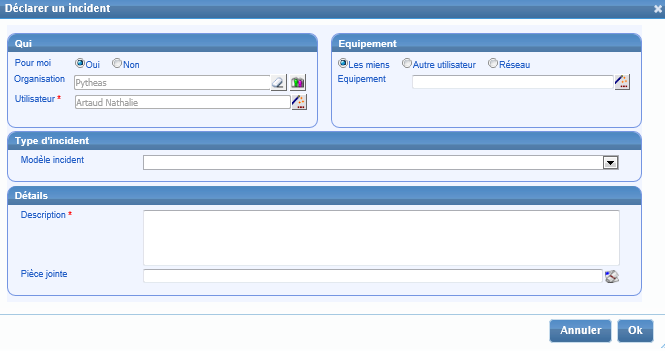 Déclarer un incident
Qui
Pour moi Oui Non
Organisation Pytheas
Utilisateur * Artaud Nathalie
Equipement
Les miens Autre utilisateur Réseau
Equipement
Type d'incident
Modèle incident
Détails
Description *
Pièce jointe
Annuler Ok